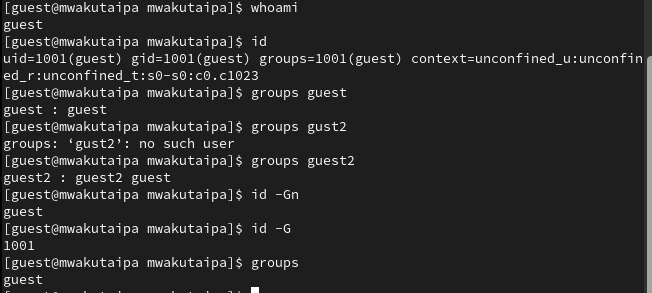 [guest@mwakutaipa mwakutaipa]$ whoami
guest
[guest@mwakutaipa mwakutaipa]$ id
uid=1001(guest) gid=1001(guest) groups=1001(guest) context=unconfined_u:unconfin
ed_r:unconfined_t:s0-s0:c0.c1023
[guest@mwakutaipa mwakutaipa]$ groups guest
guest : guest
[guest@mwakutaipa mwakutaipa]$ groups gust2
groups: ‘gust2’: no such user
[guest@mwakutaipa mwakutaipa]$ groups guest2
guest2 : guest2 guest
[guest@mwakutaipa mwakutaipa]$ id -Gn
guest
[guest@mwakutaipa mwakutaipa]$ id -G
1001
[guest@mwakutaipa mwakutaipa]$ groups
guest
[guest@mwakutaipa mwakutaipa]$